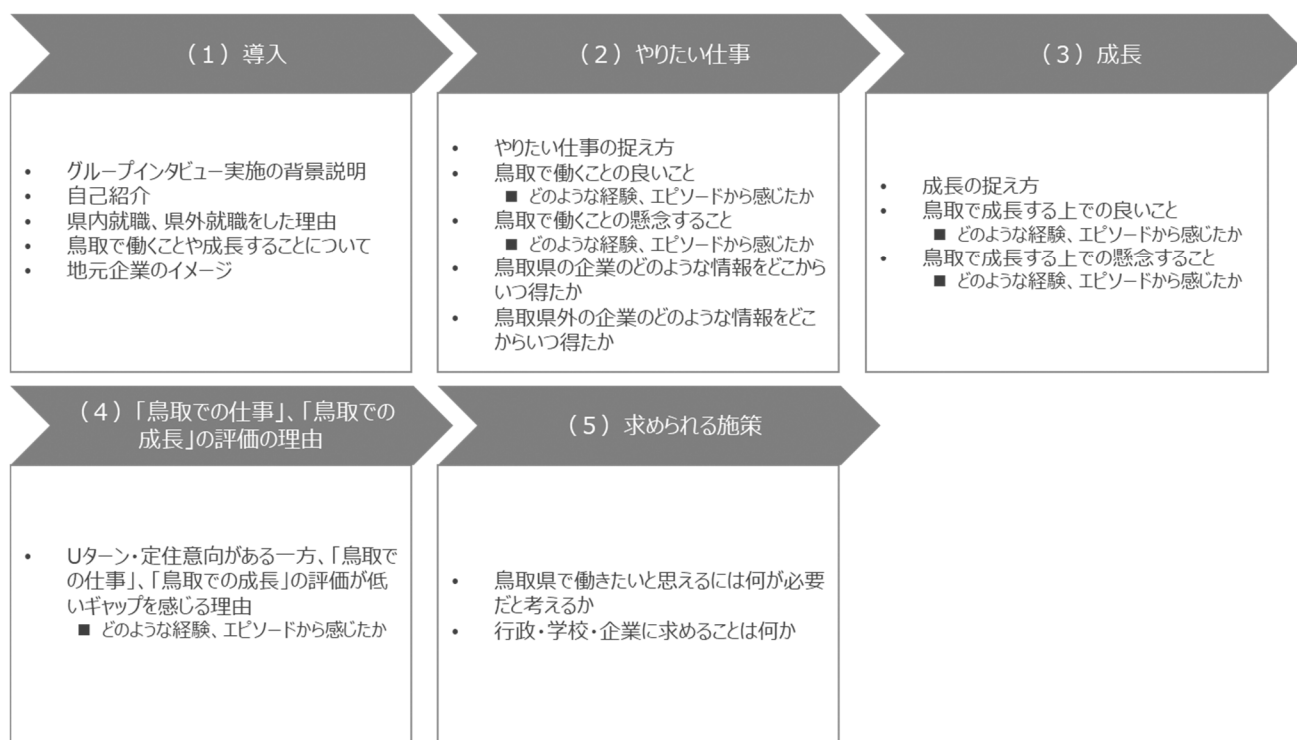 （1）導入
• グループインタビュー実施の背景説明
• 自己紹介
• 県内就職、県外就職をした理由
• 鳥取で働くことや成長することについて
• 地元企業のイメージ
（2）やりたい仕事
• やりたい仕事の捉え方
• 鳥取で働くことの良いこと
■ どのような経験、エピソードから感じたか
• 鳥取で働くことの懸念すること
■ どのような経験、エピソードから感じたか
• 鳥取県の企業のどのような情報をどこから
いつ得たか
• 鳥取県外の企業のどのような情報をどこ
からいつ得たか
（3）成長
• 成長の捉え方
• 鳥取で成長する上での良いこと
■ どのような経験、エピソードから感じたか
• 鳥取で成長する上での懸念すること
■ どのような経験、エピソードから感じたか
（4）「鳥取での仕事」、「鳥取での
成長」の評価の理由
• Uターン・定住意向がある一方、「鳥取で
の仕事」、「鳥取での成長」の評価が低
いギャップを感じる理由
■ どのような経験、エピソードから感じたか
（5）求められる施策
• 鳥取県で働きたいと思えるには何が必要
だと考えるか
• 行政・学校・企業に求めることは何か